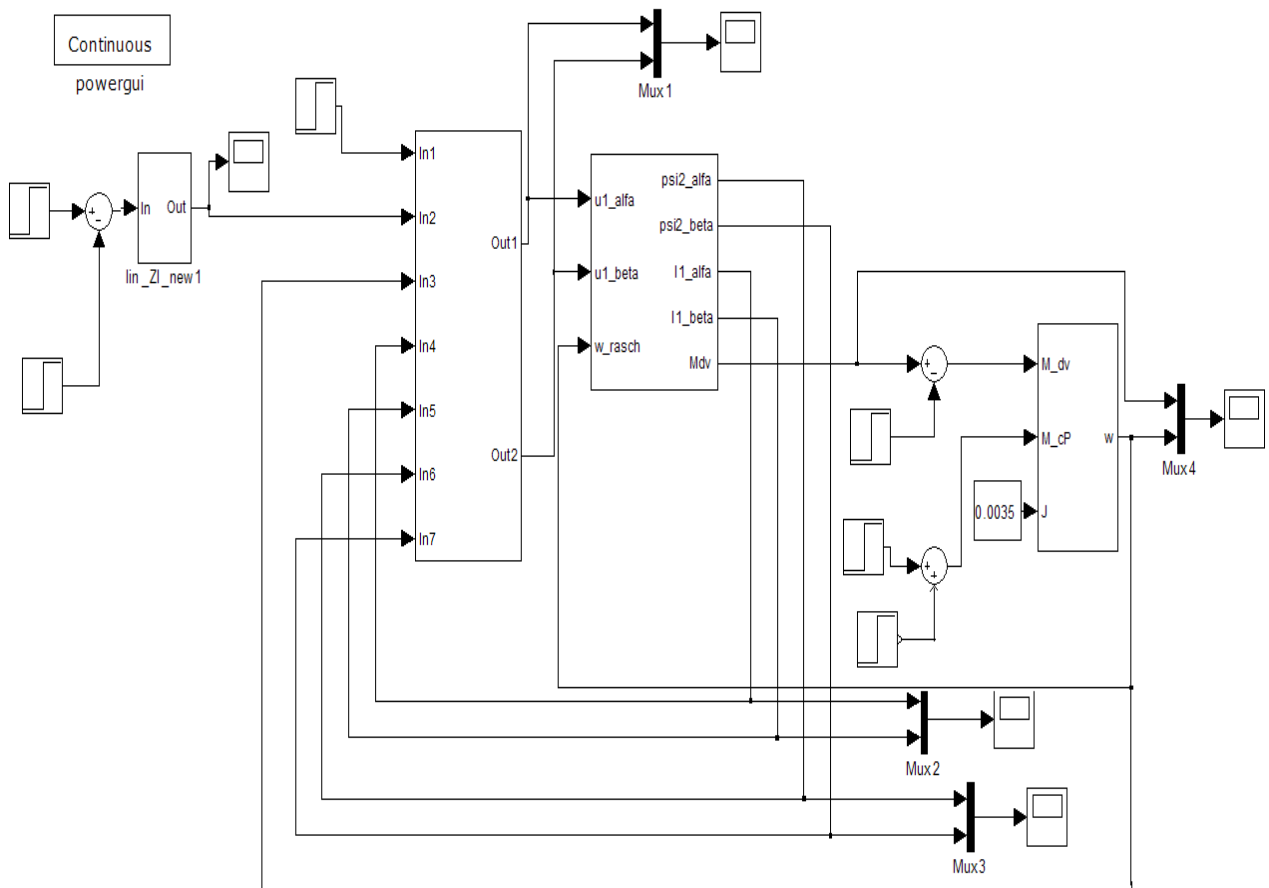 Continuous
powergui
Mux1
In
Out
lin_ZI_new1
In1
In2
In3
In4
In5
In6
In7
Out1
Out2
u1_alfa
u1_beta
w_rasch
psi2_alfa
psi2_beta
I1_alfa
I1_beta
Mdv
M_dv
M_cP
J
w
0.0035
Mux4
Mux2
Mux3
+
-
+
-
+
+